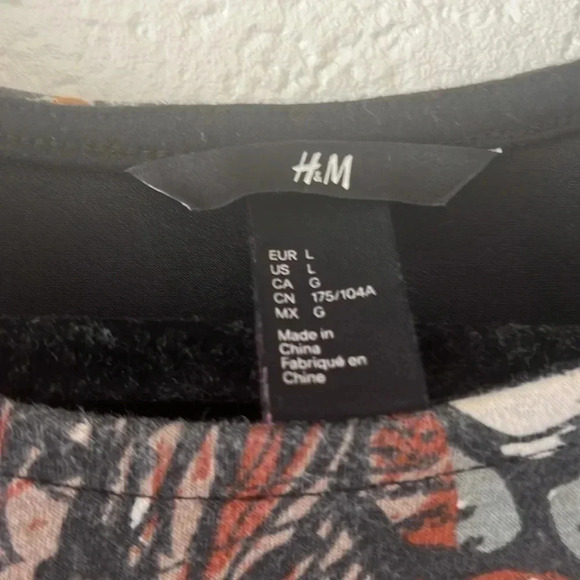 H&M
EUR L
US L
CA G
CN 175/104A
MX G
Made in
China
Fabriqué en
Chine